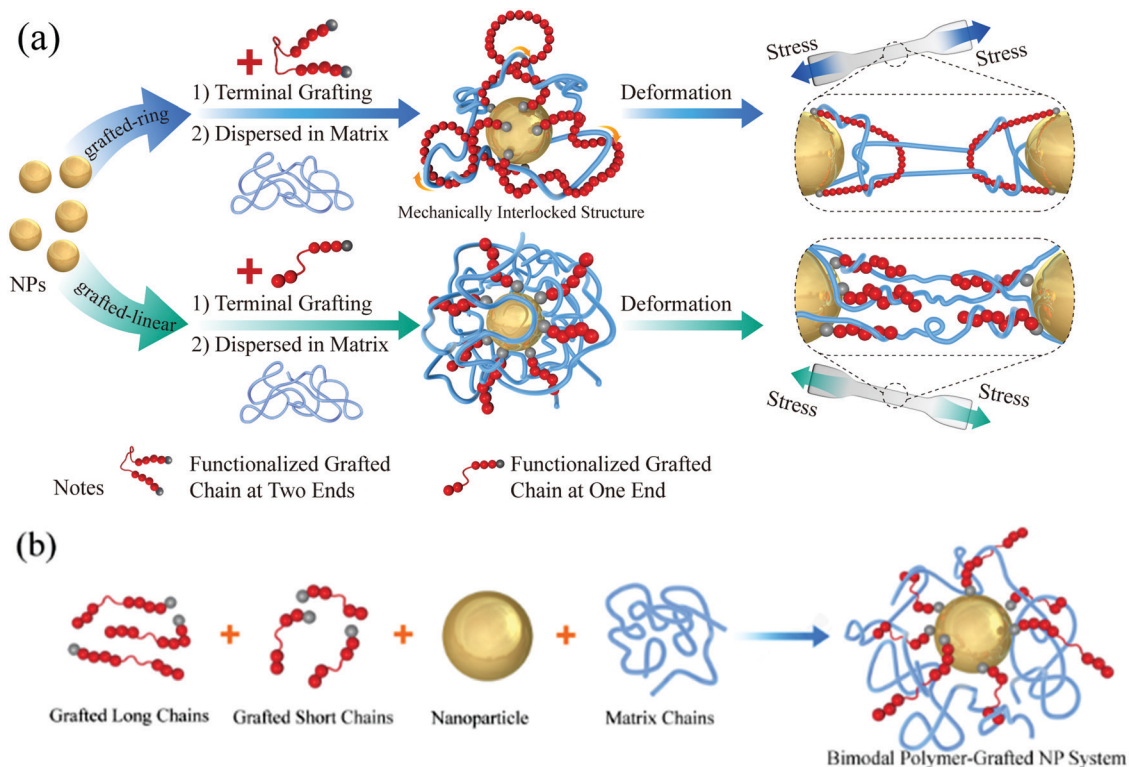 (a)
grafted-ring
+
1) Terminal Grafting
2) Dispersed in Matrix
Mechanically Interlocked Structure
Deformation
Stress
Stress
NPs
grafted-linear
+
1) Terminal Grafting
2) Dispersed in Matrix
Deformation
Stress
Stress
Notes
Functionalized Grafted
Chain at Two Ends
Functionalized Grafted
Chain at One End
(b)
+
+
+
Grafted Long Chains
Grafted Short Chains
Nanoparticle
Matrix Chains
Bimodal Polymer-Grafted NP System